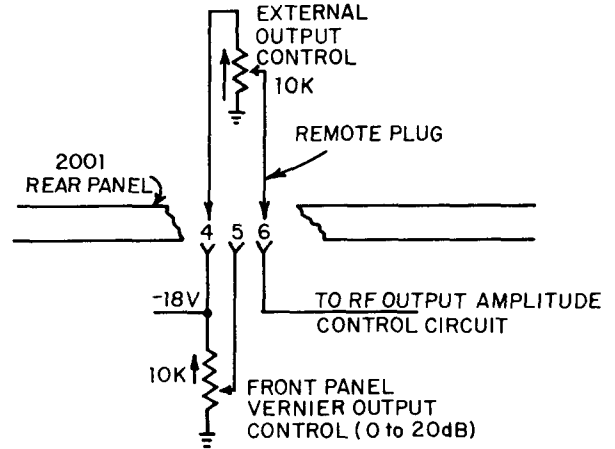 EXTERNAL
OUTPUT
CONTROL
10K
REMOTE PLUG
2001
REAR PANEL
4 5 6
-18V
TO RF OUTPUT AMPLITUDE
CONTROL CIRCUIT
10K
FRONT PANEL
VERNIER OUTPUT
CONTROL (0 to 20dB)